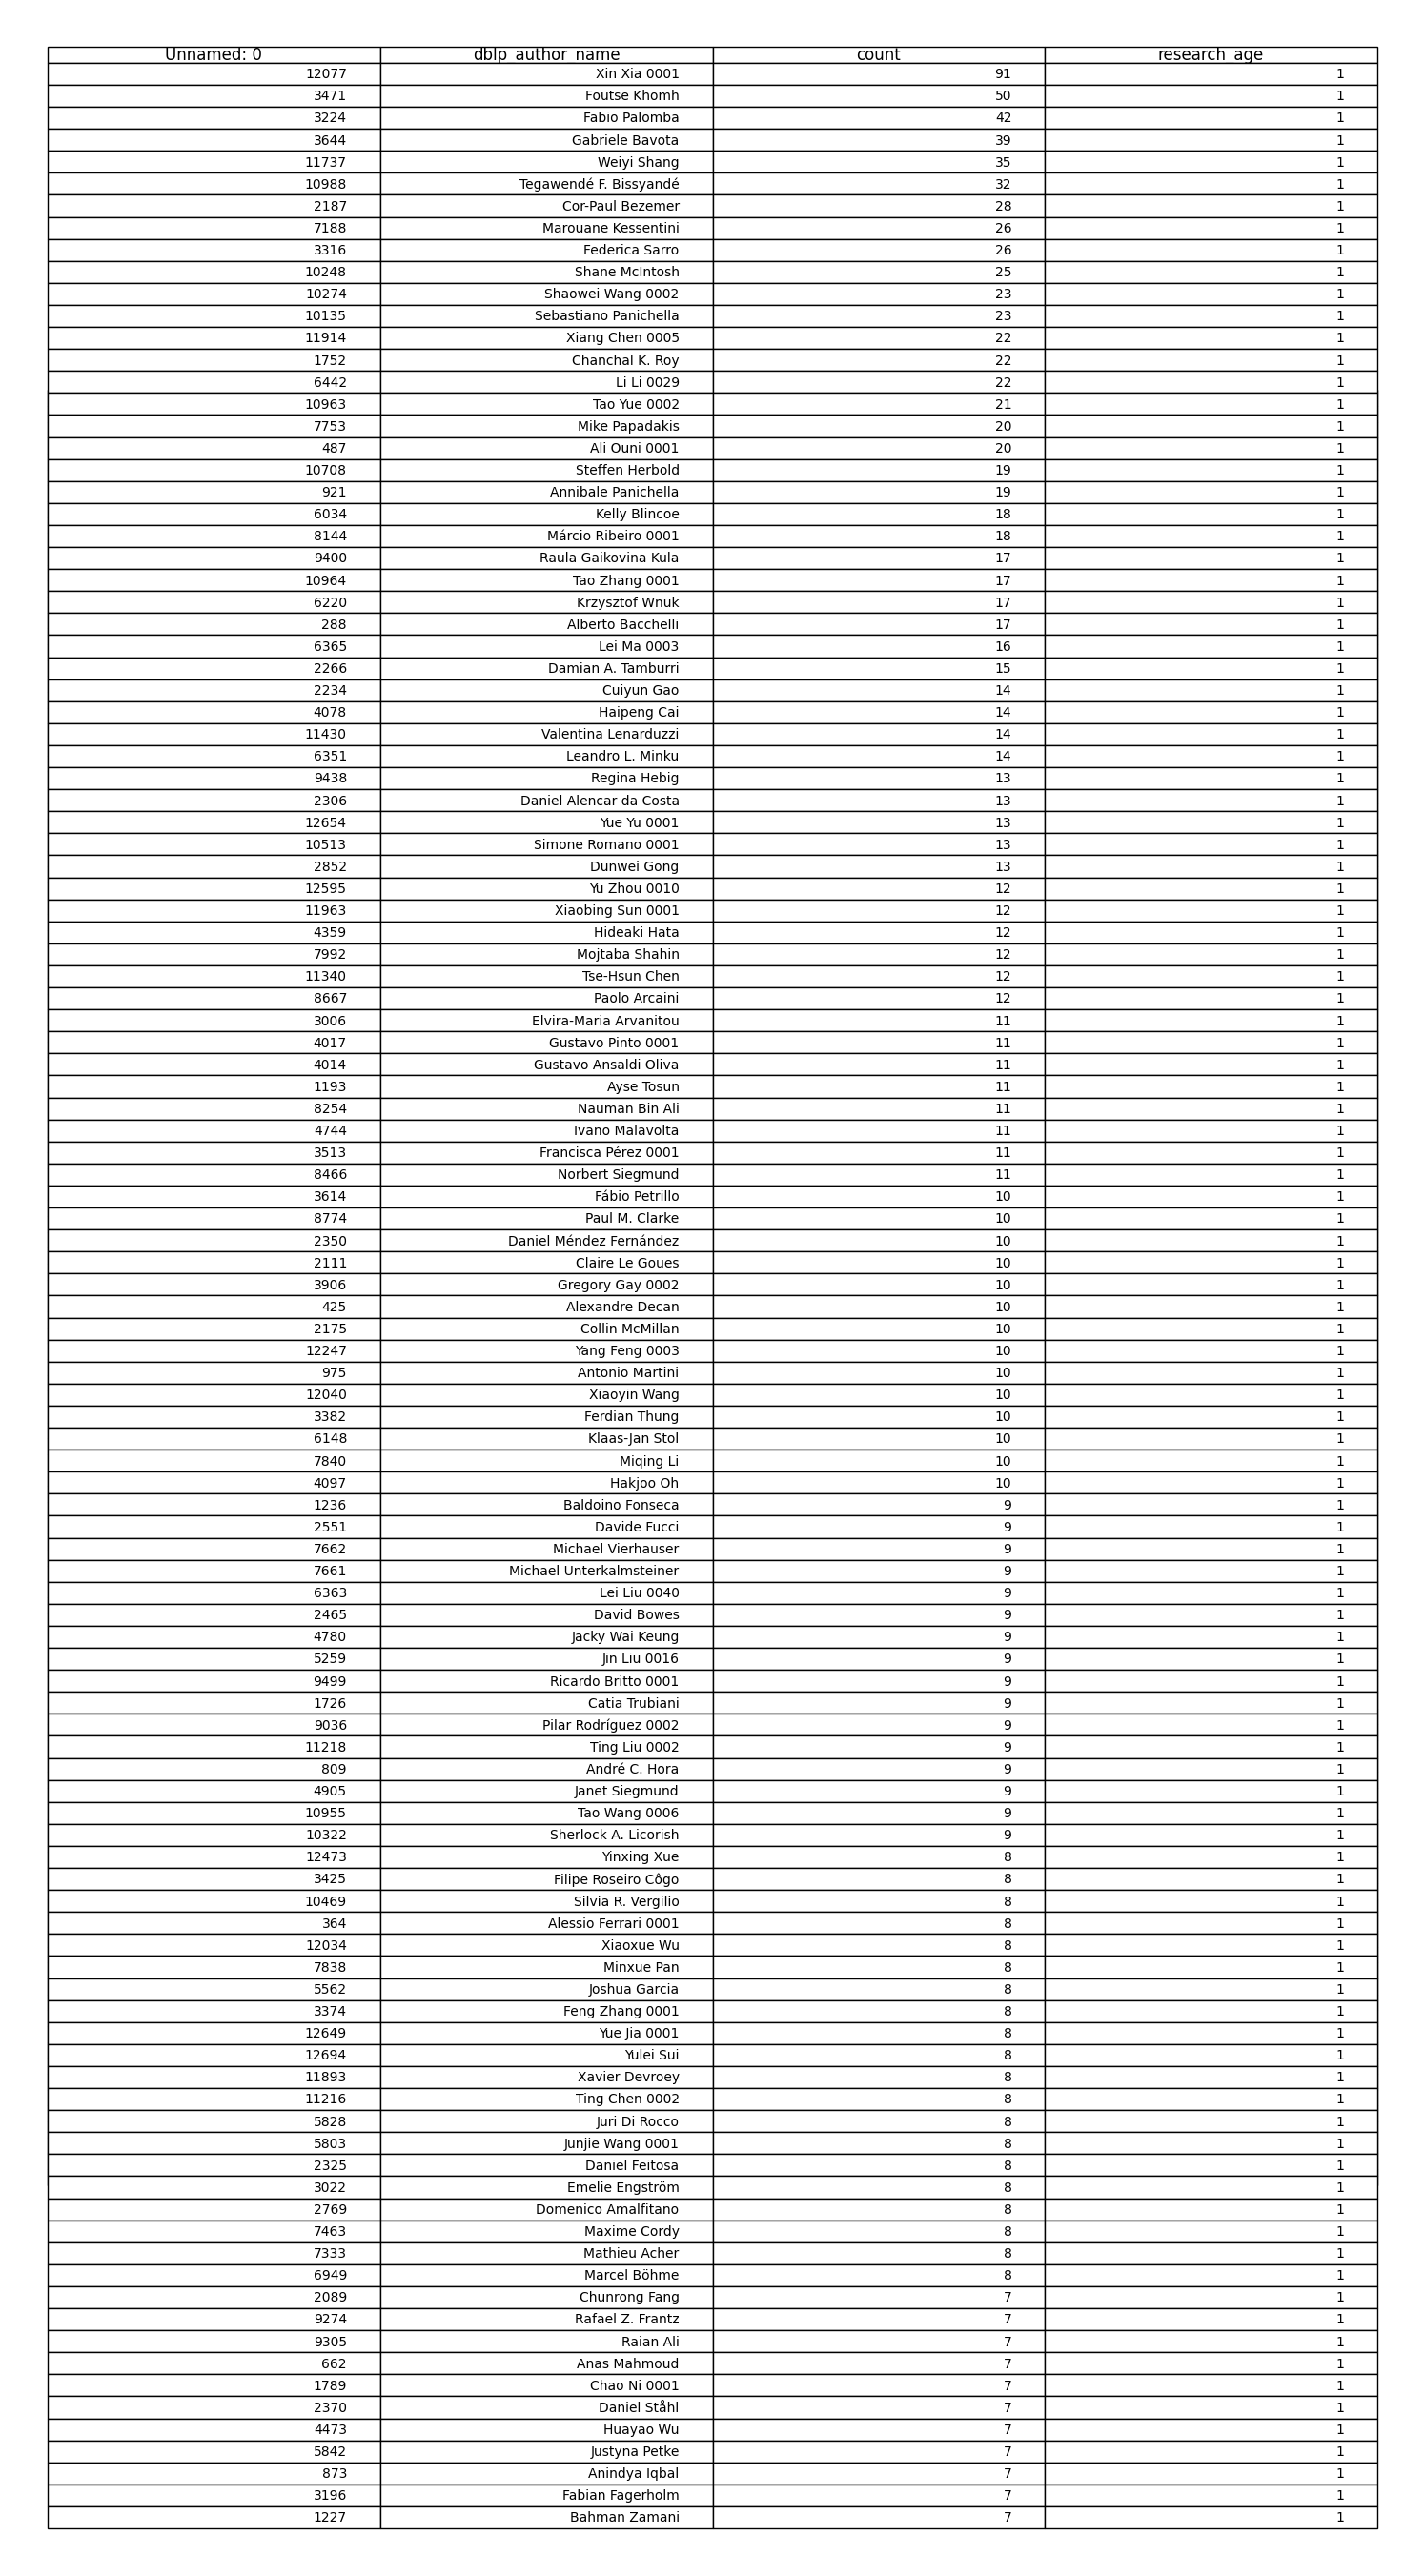 Unnamed: 0 dblp_author_name count research_age
12077 Xin Xia 0001 91 1
3471 Foutse Khomh 50 1
3224 Fabio Palomba 42 1
3644 Gabriele Bavota 39 1
11737 Weiyi Shang 35 1
10988 Tegawendé F. Bissyandé 32 1
2187 Cor-Paul Bezemer 28 1
7188 Marouane Kessentini 26 1
3316 Federica Sarro 26 1
10248 Shane McIntosh 25 1
10274 Shaowei Wang 0002 23 1
10135 Sebastiano Panichella 23 1
11914 Xiang Chen 0005 22 1
1752 Chanchal K. Roy 22 1
6442 Li Li 0029 22 1
10963 Tao Yue 0002 21 1
7753 Mike Papadakis 20 1
487 Ali Ouni 0001 20 1
10708 Steffen Herbold 19 1
921 Annibale Panichella 19 1
6034 Kelly Blincoe 18 1
8144 Márcio Ribeiro 0001 18 1
9400 Raula Gaikovina Kula 17 1
10964 Tao Zhang 0001 17 1
6220 Krzysztof Wnuk 17 1
288 Alberto Bacchelli 17 1
6365 Lei Ma 0003 16 1
2266 Damian A. Tamburri 15 1
2234 Cuiyun Gao 14 1
4078 Haipeng Cai 14 1
11430 Valentina Lenarduzzi 14 1
6351 Leandro L. Minku 14 1
9438 Regina Hebig 13 1
2306 Daniel Alencar da Costa 13 1
12654 Yue Yu 0001 13 1
10513 Simone Romano 0001 13 1
2852 Dunwei Gong 13 1
12595 Yu Zhou 0010 12 1
11963 Xiaobing Sun 0001 12 1
4359 Hideaki Hata 12 1
7992 Mojtaba Shahin 12 1
11340 Tse-Hsun Chen 12 1
8667 Paolo Arcaini 12 1
3006 Elvira-Maria Arvanitou 11 1
4017 Gustavo Pinto 0001 11 1
4014 Gustavo Ansaldi Oliva 11 1
1193 Ayse Tosun 11 1
8254 Nauman Bin Ali 11 1
4744 Ivano Malavolta 11 1
3513 Francisca Pérez 0001 11 1
8466 Norbert Siegmund 11 1
3614 Fábio Petrillo 10 1
8774 Paul M. Clarke 10 1
2350 Daniel Méndez Fernández 10 1
2111 Claire Le Goues 10 1
3906 Gregory Gay 0002 10 1
425 Alexandre Decan 10 1
2175 Collin McMillan 10 1
12247 Yang Feng 0003 10 1
975 Antonio Martini 10 1
12040 Xiaoyin Wang 10 1
3382 Ferdian Thung 10 1
6148 Klaas-Jan Stol 10 1
7840 Miqing Li 10 1
4097 Hakjoo Oh 10 1
1236 Baldoino Fonseca 9 1
2551 Davide Fucci 9 1
7662 Michael Vierhauser 9 1
7661 Michael Unterkalmsteiner 9 1
6363 Lei Liu 0040 9 1
2465 David Bowes 9 1
4780 Jacky Wai Keung 9 1
5259 Jin Liu 0016 9 1
9499 Ricardo Britto 0001 9 1
1726 Catia Trubiani 9 1
9036 Pilar Rodríguez 0002 9 1
11218 Ting Liu 0002 9 1
809 André C. Hora 9 1
4905 Janet Siegmund 9 1
10955 Tao Wang 0006 9 1
10322 Sherlock A. Licorish 9 1
12473 Yinxing Xue 8 1
3425 Filipe Roseiro Côgo 8 1
10469 Silvia R. Vergilio 8 1
364 Alessio Ferrari 0001 8 1
12034 Xiaoxue Wu 8 1
7838 Minxue Pan 8 1
5562 Joshua Garcia 8 1
3374 Feng Zhang 0001 8 1
12649 Yue Jia 0001 8 1
12694 Yulei Sui 8 1
11893 Xavier Devroey 8 1
11216 Ting Chen 0002 8 1
5828 Juri Di Rocco 8 1
5803 Junjie Wang 0001 8 1
2325 Daniel Feitosa 8 1
3022 Emelie Engström 8 1
2769 Domenico Amalfitano 8 1
7463 Maxime Cordy 8 1
7333 Mathieu Acher 8 1
6949 Marcel Böhme 8 1
2089 Chunrong Fang 7 1
9274 Rafael Z. Frantz 7 1
9305 Raian Ali 7 1
662 Anas Mahmoud 7 1
1789 Chao Ni 0001 7 1
2370 Daniel Ståhl 7 1
4473 Huayao Wu 7 1
5842 Justyna Petke 7 1
873 Anindya Iqbal 7 1
3196 Fabian Fagerholm 7 1
1227 Bahman Zamani 7 1